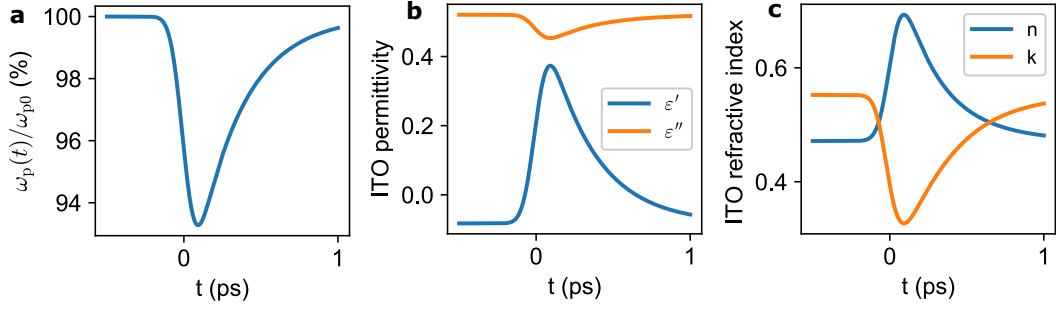 a
100
98
96
94
ωp(t)/ωp0 (%)
0
1
t (ps)
b
0.4
0.2
0.0
ITO permittivity
ε′
ε′′
0
1
t (ps)
c
0.6
0.4
ITO refractive index
n
k
0
1
t (ps)